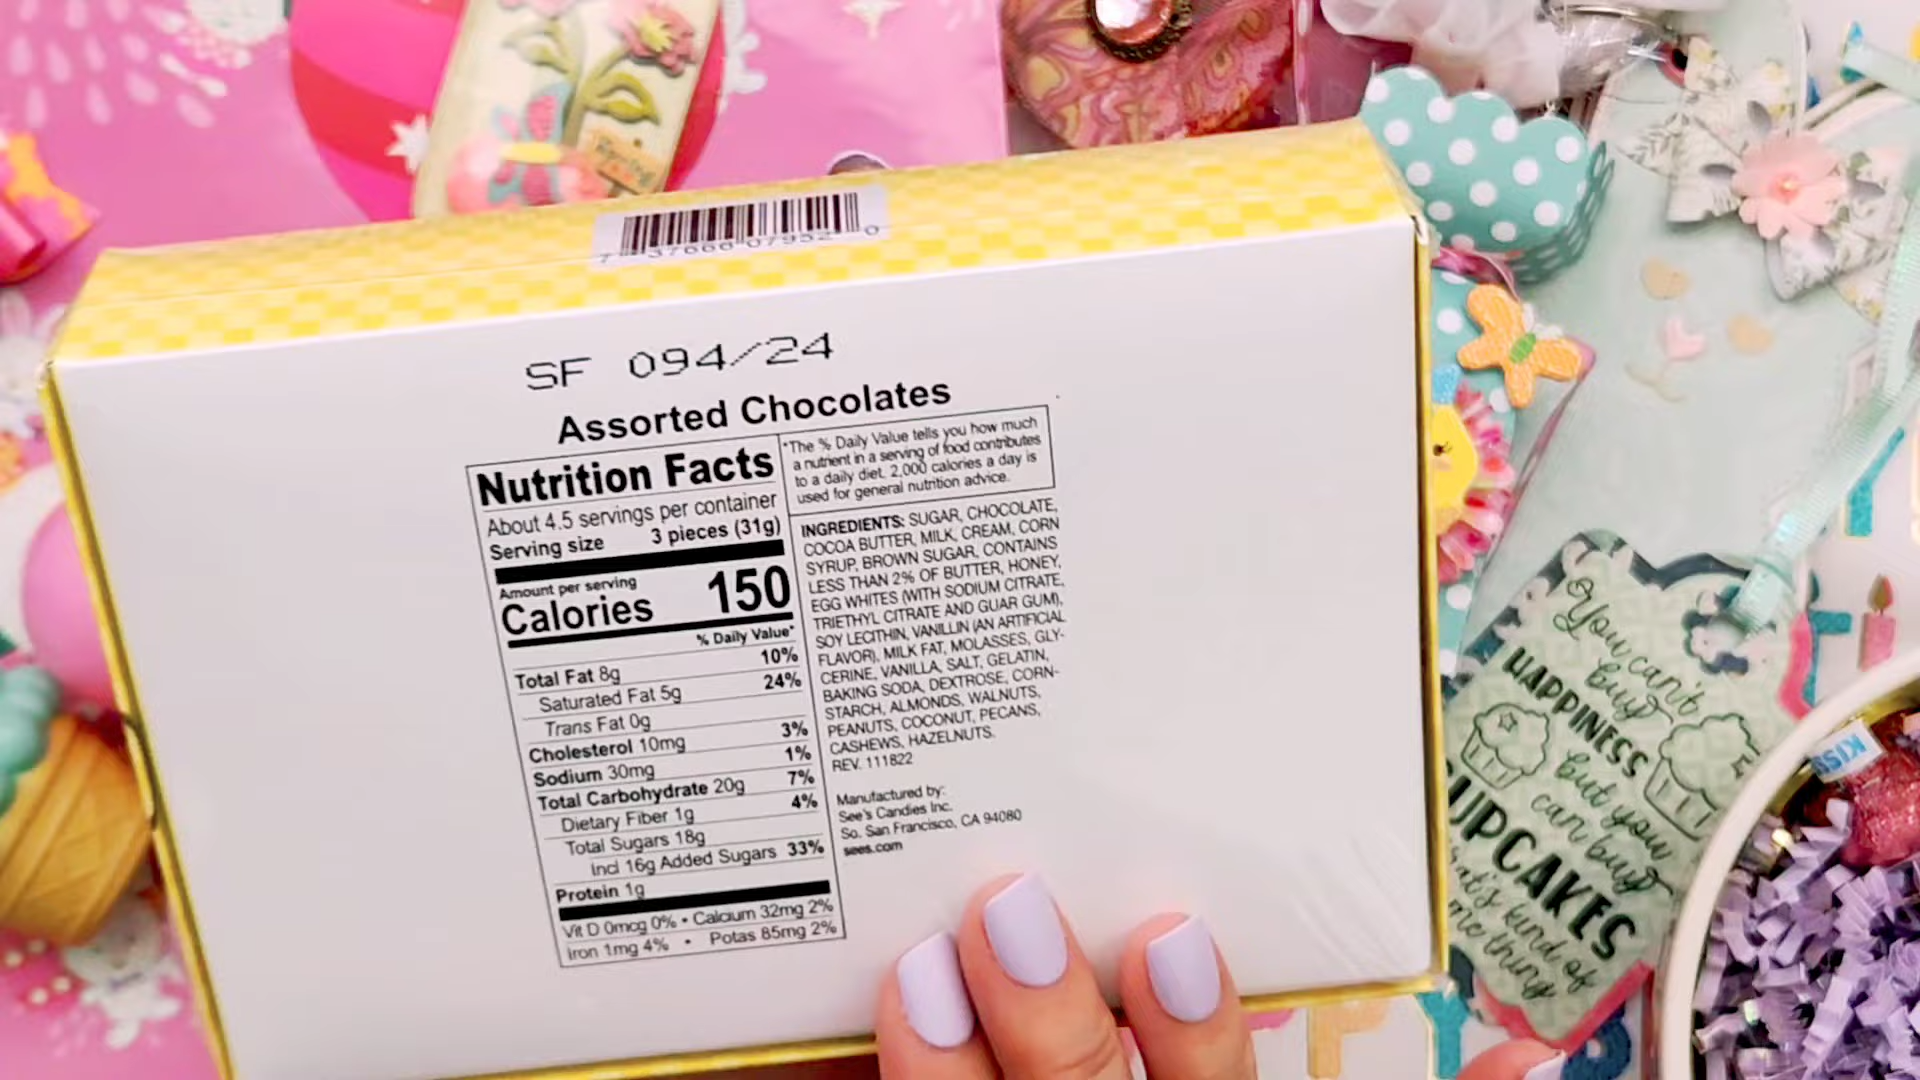 7 37666 07952 0
SF 094/24
Assorted Chocolates
Nutrition Facts
About 4.5 servings per container
Serving size 3 pieces (31g)
Amount per serving
Calories 150
% Daily Value*
Total Fat 8g 10%
Saturated Fat 5g 24%
Trans Fat 0g
Cholesterol 10mg 3%
Sodium 30mg 1%
Total Carbohydrate 20g 7%
Dietary Fiber 1g 4%
Total Sugars 18g
Incl 16g Added Sugars 33%
Protein 1g
Vit D 0mcg 0% • Calcium 32mg 2%
Iron 1mg 4% • Potas 85mg 2%
*The % Daily Value tells you how much
a nutrient in a serving of food contributes
to a daily diet. 2,000 calories a day is
used for general nutrition advice.
INGREDIENTS: SUGAR, CHOCOLATE,
COCOA BUTTER, MILK, CREAM, CORN
SYRUP, BROWN SUGAR, CONTAINS
LESS THAN 2% OF BUTTER, HONEY,
EGG WHITES (WITH SODIUM CITRATE,
TRIETHYL CITRATE AND GUAR GUM),
SOY LECITHIN, VANILLIN (AN ARTIFICIAL
FLAVOR), MILK FAT, MOLASSES, GLY-
CERINE, VANILLA, SALT, GELATIN,
BAKING SODA, DEXTROSE, CORN-
STARCH, ALMONDS, WALNUTS,
PEANUTS, COCONUT, PECANS,
CASHEWS, HAZELNUTS.
REV. 111822
Manufactured by:
See's Candies Inc.
So. San Francisco, CA 94080
sees.com
You can't
buy
HAPPINESS
but you
can buy
CUPCAKES
that's kind of
same thing
KISS